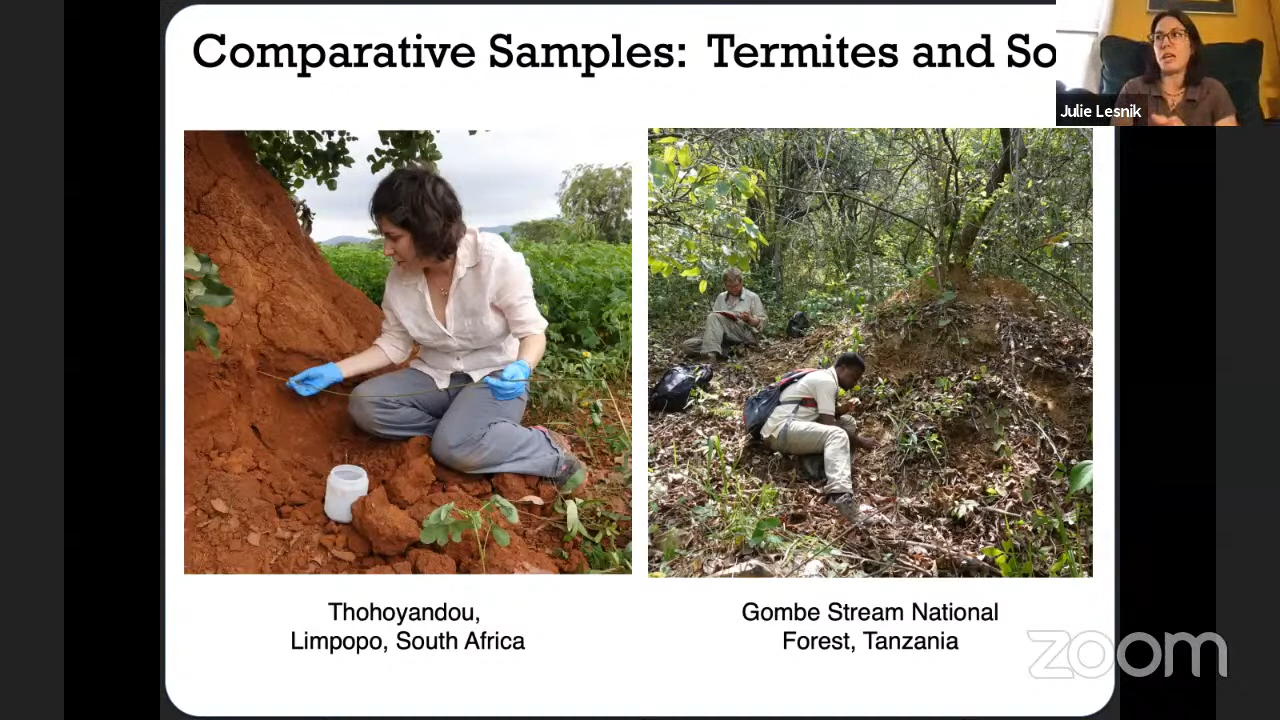 Comparative Samples: Termites and So
Julie Lesnik
Thohoyandou,
Limpopo, South Africa
Gombe Stream National
Forest, Tanzania
zoom